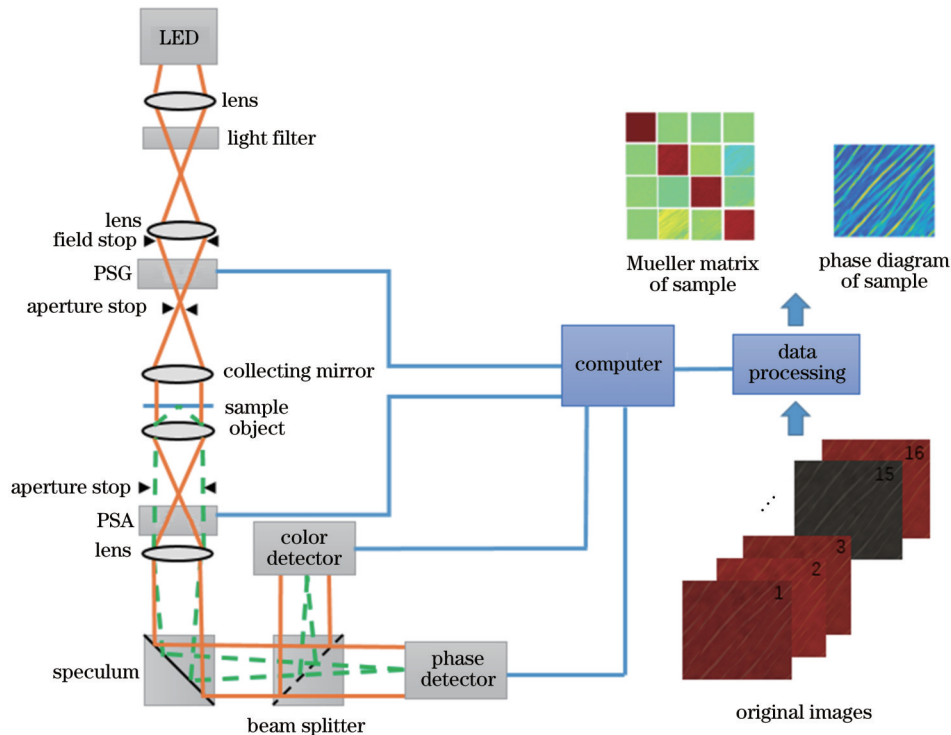 LED
lens
light filter
lens
field stop
PSG
aperture stop
collecting mirror
sample
object
aperture stop
PSA
lens
color
detector
speculum
beam splitter
phase
detector
computer
data
processing
Mueller matrix
of sample
phase diagram
of sample
16
15
3
2
1
original images